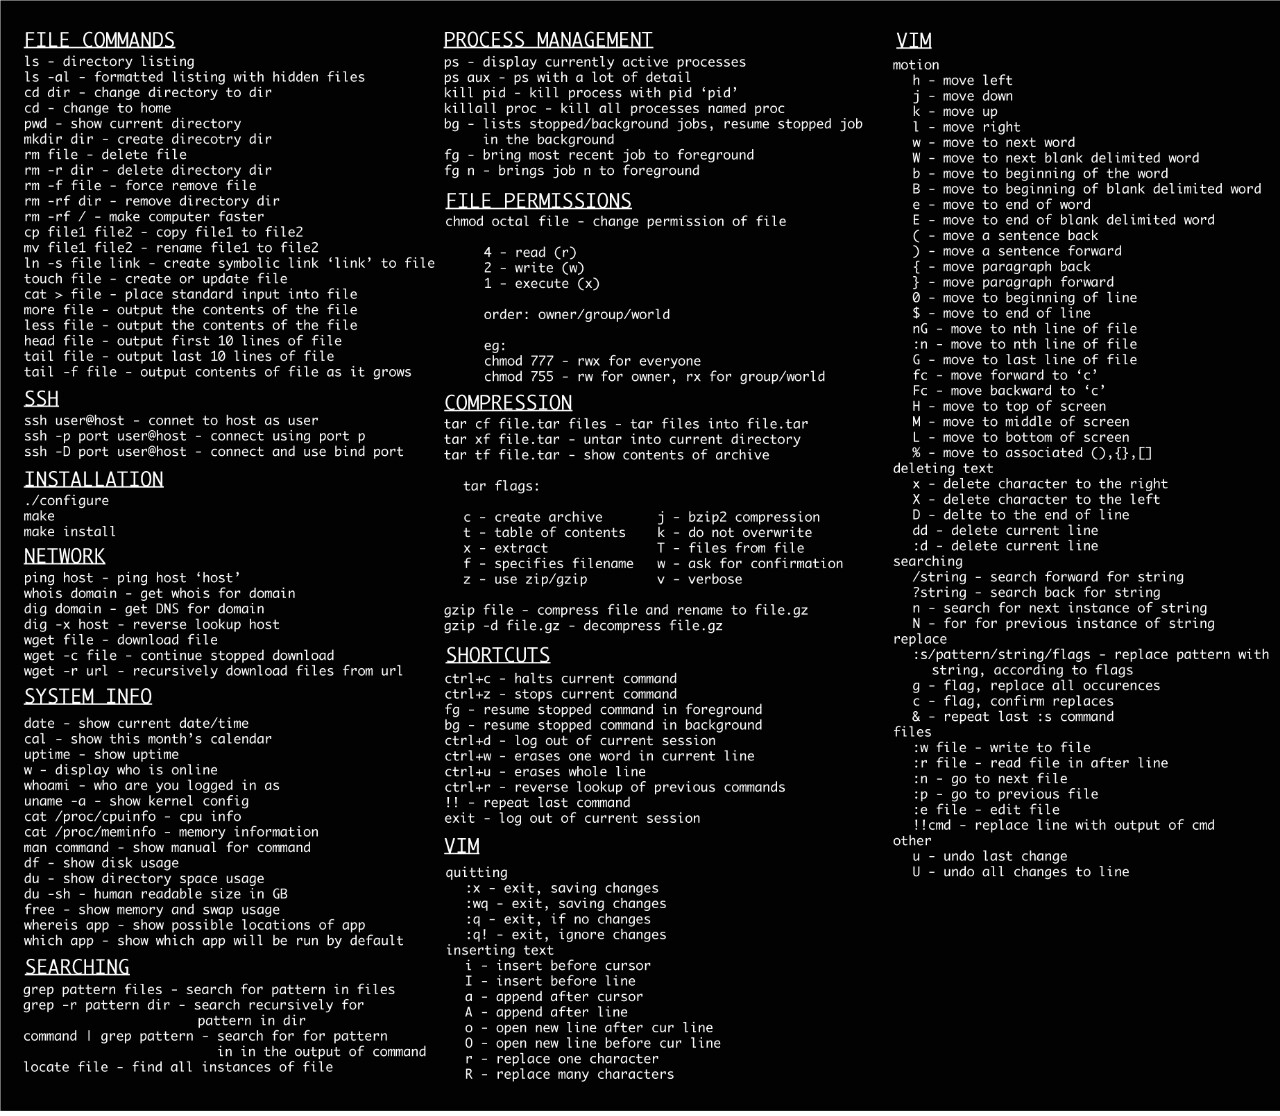 FILE COMMANDS
ls - directory listing
ls -al - formatted listing with hidden files
cd dir - change directory to dir
cd - change to home
pwd - show current directory
mkdir dir - create direcotry dir
rm file - delete file
rm -r dir - delete directory dir
rm -f file - force remove file
rm -rf dir - remove directory dir
rm -rf / - make computer faster
cp file1 file2 - copy file1 to file2
mv file1 file2 - rename file1 to file2
ln -s file link - create symbolic link ‘link’ to file
touch file - create or update file
cat > file - place standard input into file
more file - output the contents of the file
less file - output the contents of the file
head file - output first 10 lines of file
tail file - output last 10 lines of file
tail -f file - output contents of file as it grows
SSH
ssh user@host - connet to host as user
ssh -p port user@host - connect using port p
ssh -D port user@host - connect and use bind port
INSTALLATION
./configure
make
make install
NETWORK
ping host - ping host ‘host’
whois domain - get whois for domain
dig domain - get DNS for domain
dig -x host - reverse lookup host
wget file - download file
wget -c file - continue stopped download
wget -r url - recursively download files from url
SYSTEM INFO
date - show current date/time
cal - show this month’s calendar
uptime - show uptime
w - display who is online
whoami - who are you logged in as
uname -a - show kernel config
cat /proc/cpuinfo - cpu info
cat /proc/meminfo - memory information
man command - show manual for command
df - show disk usage
du - show directory space usage
du -sh - human readable size in GB
free - show memory and swap usage
whereis app - show possible locations of app
which app - show which app will be run by default
SEARCHING
grep pattern files - search for pattern in files
grep -r pattern dir - search recursively for
pattern in dir
command | grep pattern - search for for pattern
in in the output of command
locate file - find all instances of file
PROCESS MANAGEMENT
ps - display currently active processes
ps aux - ps with a lot of detail
kill pid - kill process with pid ‘pid’
killall proc - kill all processes named proc
bg - lists stopped/background jobs, resume stopped job
in the background
fg - bring most recent job to foreground
fg n - brings job n to foreground
FILE PERMISSIONS
chmod octal file - change permission of file
4 - read (r)
2 - write (w)
1 - execute (x)
order: owner/group/world
eg:
chmod 777 - rwx for everyone
chmod 755 - rw for owner, rx for group/world
COMPRESSION
tar cf file.tar files - tar files into file.tar
tar xf file.tar - untar into current directory
tar tf file.tar - show contents of archive
tar flags:
c - create archive j - bzip2 compression
t - table of contents k - do not overwrite
x - extract T - files from file
f - specifies filename w - ask for confirmation
z - use zip/gzip v - verbose
gzip file - compress file and rename to file.gz
gzip -d file.gz - decompress file.gz
SHORTCUTS
ctrl+c - halts current command
ctrl+z - stops current command
fg - resume stopped command in foreground
bg - resume stopped command in background
ctrl+d - log out of current session
ctrl+w - erases one word in current line
ctrl+u - erases whole line
ctrl+r - reverse lookup of previous commands
!! - repeat last command
exit - log out of current session
VIM
quitting
:x - exit, saving changes
:wq - exit, saving changes
:q - exit, if no changes
:q! - exit, ignore changes
inserting text
i - insert before cursor
I - insert before line
a - append after cursor
A - append after line
o - open new line after cur line
O - open new line before cur line
r - replace one character
R - replace many characters
VIM
motion
h - move left
j - move down
k - move up
l - move right
w - move to next word
W - move to next blank delimited word
b - move to beginning of the word
B - move to beginning of blank delimited word
e - move to end of word
E - move to end of blank delimited word
( - move a sentence back
) - move a sentence forward
{ - move paragraph back
} - move paragraph forward
0 - move to beginning of line
$ - move to end of line
nG - move to nth line of file
:n - move to nth line of file
G - move to last line of file
fc - move forward to ‘c’
Fc - move backward to ‘c’
H - move to top of screen
M - move to middle of screen
L - move to bottom of screen
% - move to associated (),{},[]
deleting text
x - delete character to the right
X - delete character to the left
D - delte to the end of line
dd - delete current line
:d - delete current line
searching
/string - search forward for string
?string - search back for string
n - search for next instance of string
N - for for previous instance of string
replace
:s/pattern/string/flags - replace pattern with
string, according to flags
g - flag, replace all occurences
c - flag, confirm replaces
& - repeat last :s command
files
:w file - write to file
:r file - read file in after line
:n - go to next file
:p - go to previous file
:e file - edit file
!!cmd - replace line with output of cmd
other
u - undo last change
U - undo all changes to line